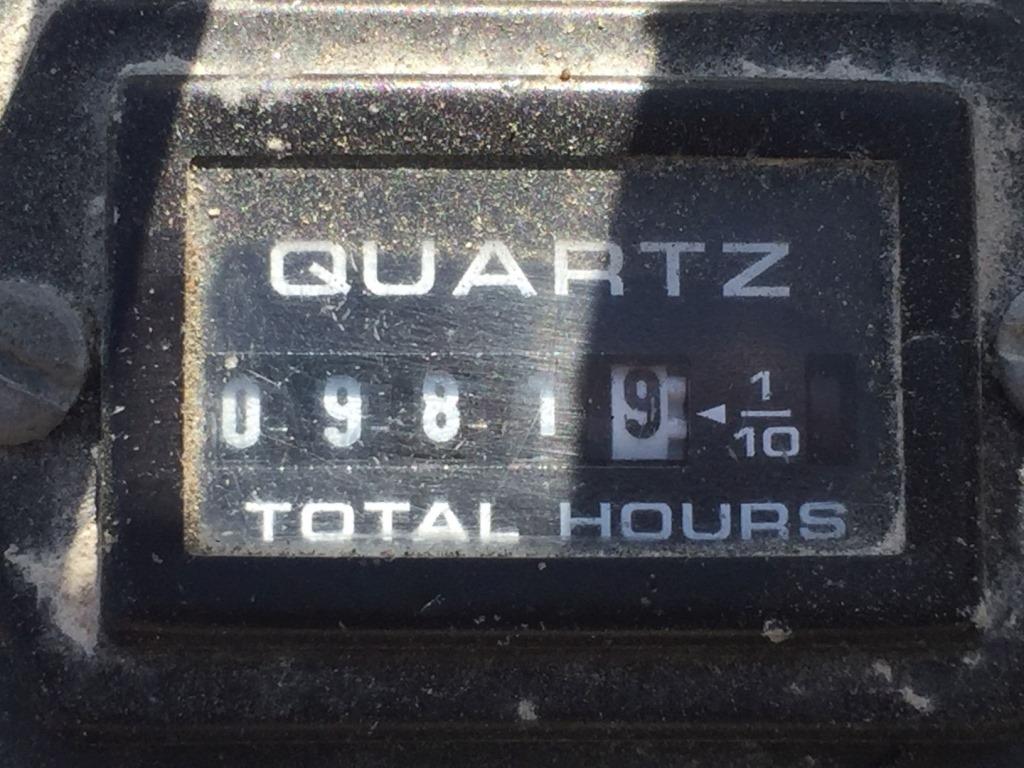 QUARTZ
0 9 8 1 9 ◄ 1/10
TOTAL HOURS